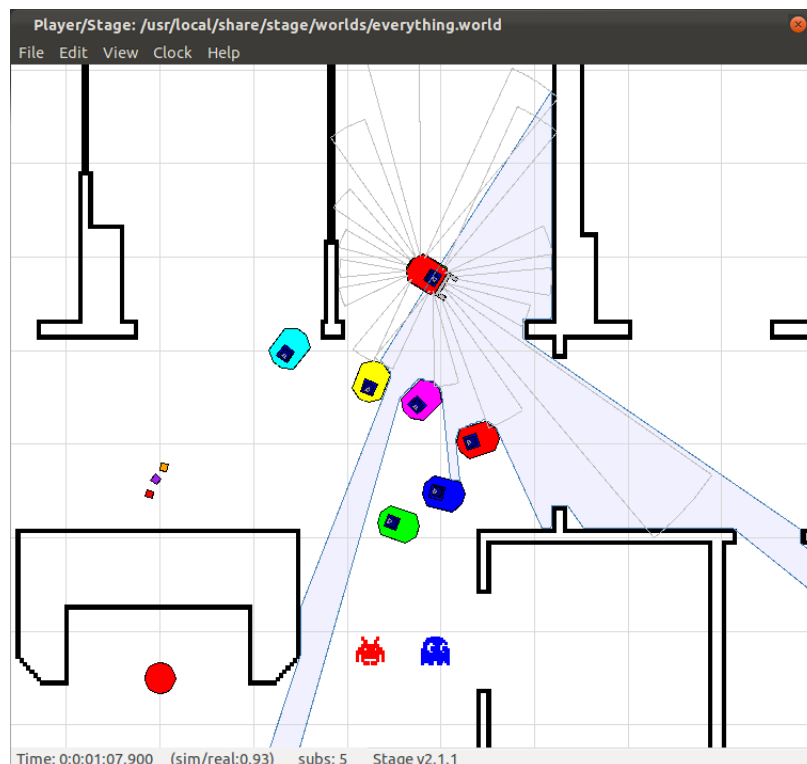 Player/Stage: /usr/local/share/stage/worlds/everything.world
File Edit View Clock Help
Time: 0:0:01:07.900 (sim/real:0.93) subs: 5 Stage v2.1.1